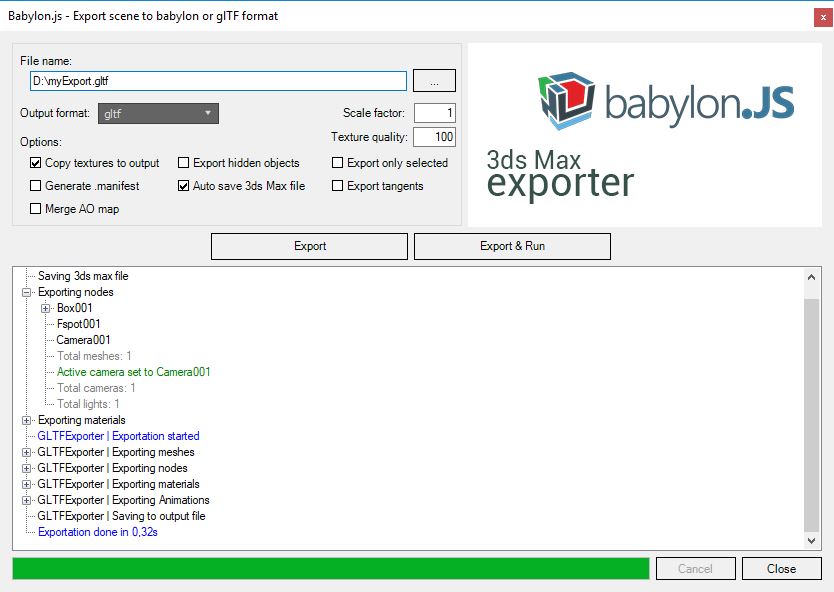 Babylon.js - Export scene to babylon or glTF format
x
File name:
D:\myExport.gltf
...
Output format:
gltf
Scale factor:
1
Texture quality:
100
Options:
Copy textures to output
Export hidden objects
Export only selected
Generate .manifest
Auto save 3ds Max file
Export tangents
Merge AO map
babylon.JS
3ds Max
exporter
Export
Export & Run
Saving 3ds max file
Exporting nodes
Box001
Fspot001
Camera001
Total meshes: 1
Active camera set to Camera001
Total cameras: 1
Total lights: 1
Exporting materials
GLTFExporter | Exportation started
GLTFExporter | Exporting meshes
GLTFExporter | Exporting nodes
GLTFExporter | Exporting materials
GLTFExporter | Exporting Animations
GLTFExporter | Saving to output file
Exportation done in 0,32s
Cancel
Close